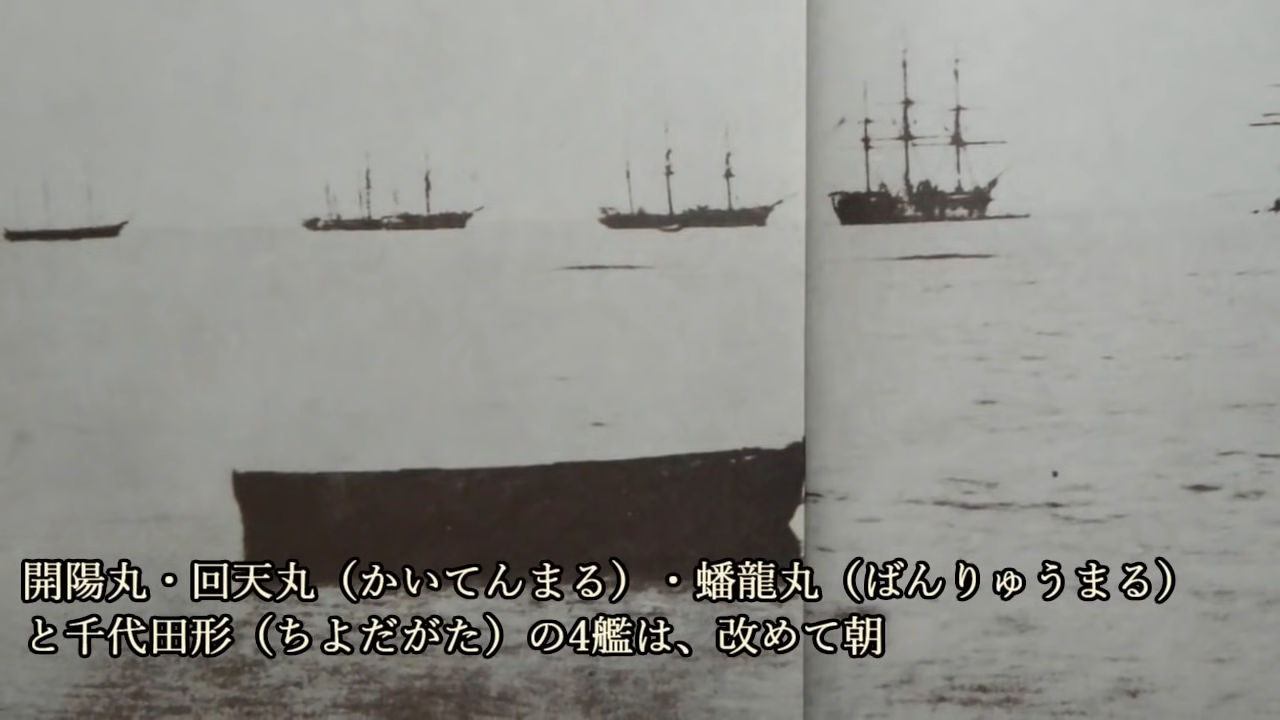 開陽丸・回天丸（かいてんまる）・蟠龍丸（ばんりゅうまる）
と千代田形（ちよだがた）の4艦は、改めて朝